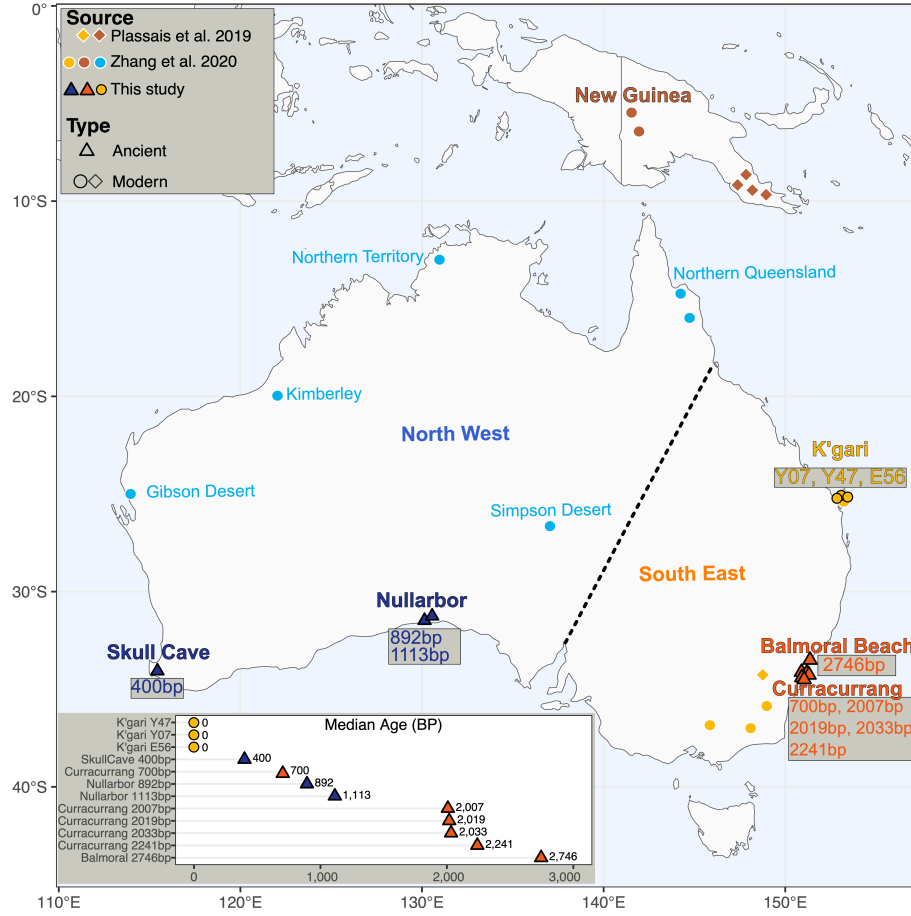 0°
10°S
20°S
30°S
40°S
Source
Plassais et al. 2019
Zhang et al. 2020
This study
Type
Ancient
Modern
New Guinea
Northern Territory
Northern Queensland
Kimberley
North West
K'gari
Y07, Y47, E56
Gibson Desert
Simpson Desert
South East
Nullarbor
892bp
1113bp
Skull Cave
400bp
Balmoral Beach
2746bp
Curracurrang
700bp, 2007bp
2019bp, 2033bp
2241bp
Median Age (BP)
K'gari Y47 0
K'gari Y07 0
K'gari E56 0
SkullCave 400bp 400
Curracurrang 700bp 700
Nullarbor 892bp 892
Nullarbor 1113bp 1,113
Curracurrang 2007bp 2,007
Curracurrang 2019bp 2,019
Curracurrang 2033bp 2,033
Curracurrang 2241bp 2,241
Balmoral 2746bp 2,746
0 1,000 2,000 3,000
110°E 120°E 130°E 140°E 150°E